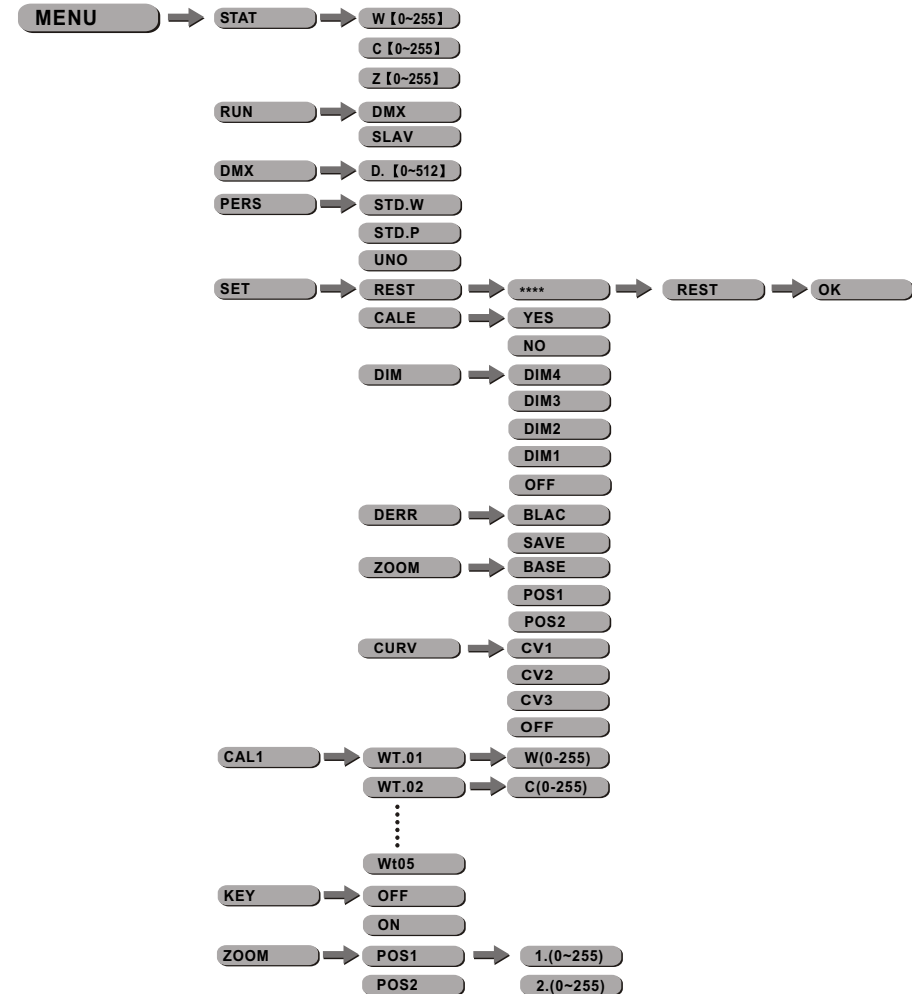 MENU STAT W【0~255】
C【0~255】
Z【0~255】
RUN DMX
SLAV
DMX D.【0~512】
PERS STD.W
STD.P
UNO
SET REST **** REST OK
CALE YES
NO
DIM DIM4
DIM3
DIM2
DIM1
OFF
DERR BLAC
SAVE
ZOOM BASE
POS1
POS2
CURV CV1
CV2
CV3
OFF
CAL1 WT.01 W(0-255)
WT.02 C(0-255)
Wt05
KEY OFF
ON
ZOOM POS1 1.(0~255)
POS2 2.(0~255)